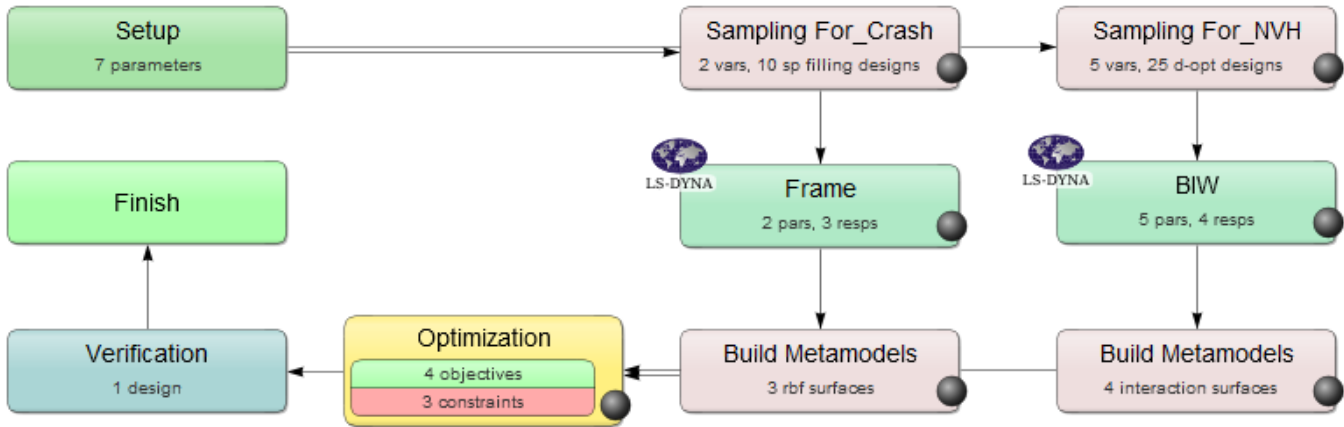 Setup
7 parameters
Sampling For_Crash
2 vars, 10 sp filling designs
Sampling For_NVH
5 vars, 25 d-opt designs
LS-DYNA
Frame
2 pars, 3 resps
LS-DYNA
BIW
5 pars, 4 resps
Finish
Verification
1 design
Optimization
4 objectives
3 constraints
Build Metamodels
3 rbf surfaces
Build Metamodels
4 interaction surfaces